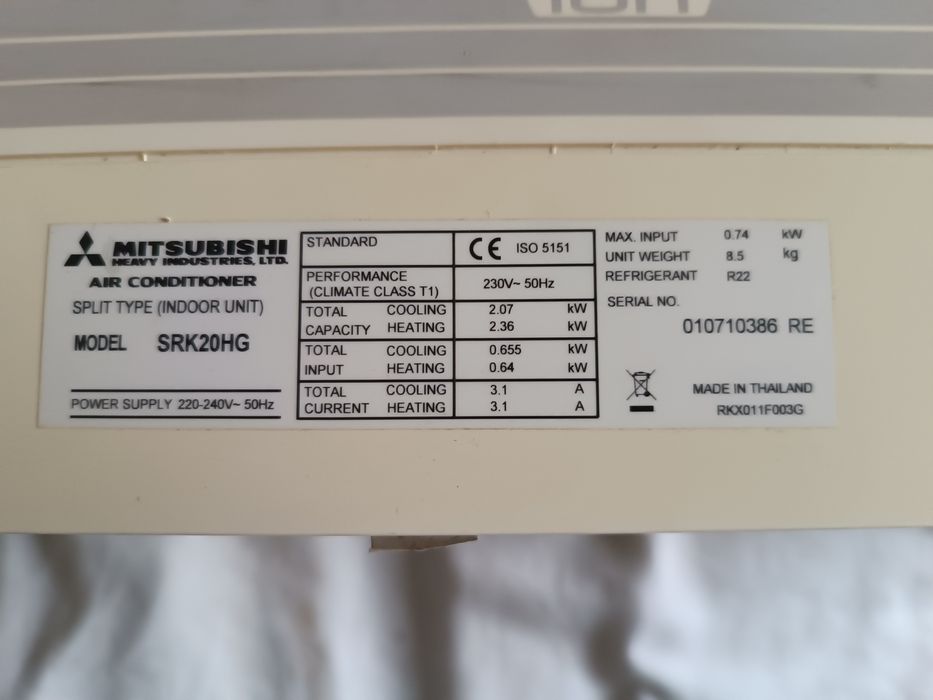 ION
MITSUBISHI
HEAVY INDUSTRIES, LTD.
AIR CONDITIONER
SPLIT TYPE (INDOOR UNIT)
MODEL SRK20HG
POWER SUPPLY 220-240V~ 50Hz
STANDARD CE ISO 5151
PERFORMANCE
(CLIMATE CLASS T1) 230V~ 50Hz
TOTAL COOLING 2.07 kW
CAPACITY HEATING 2.36 kW
TOTAL COOLING 0.655 kW
INPUT HEATING 0.64 kW
TOTAL COOLING 3.1 A
CURRENT HEATING 3.1 A
MAX. INPUT 0.74 kW
UNIT WEIGHT 8.5 kg
REFRIGERANT R22
SERIAL NO.
010710386 RE
MADE IN THAILAND
RKX011F003G